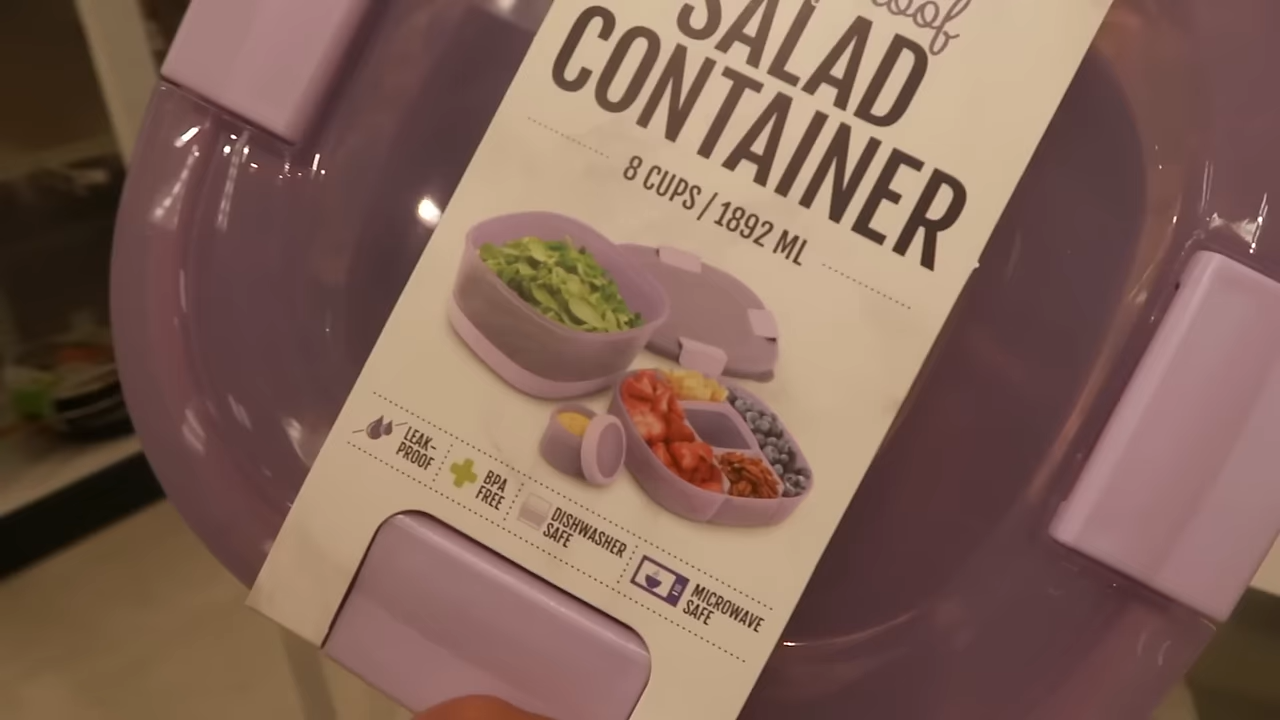 SALAD
CONTAINER
8 CUPS / 1892 ML
LEAK-
PROOF
BPA
FREE
DISHWASHER
SAFE
MICROWAVE
SAFE